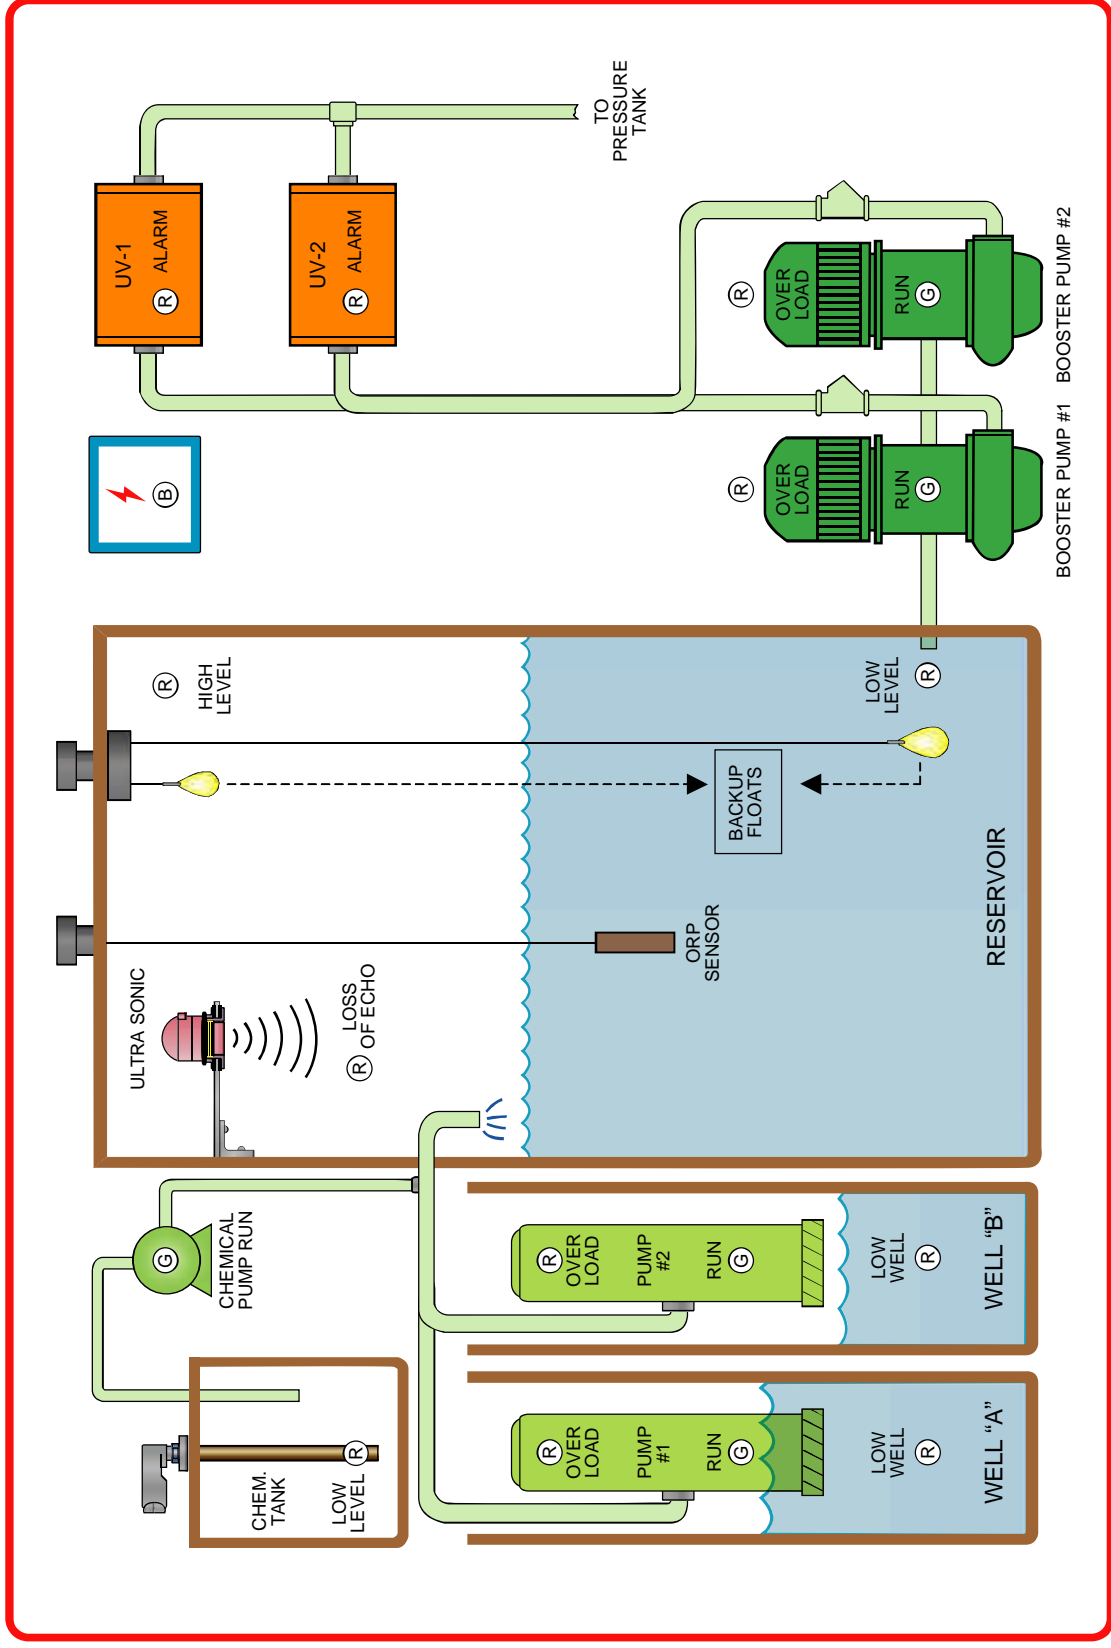 CHEM.
TANK
LOW
LEVEL
R
G
CHEMICAL
PUMP RUN
R
OVER
LOAD
PUMP
#1
RUN
G
LOW
WELL
R
WELL "A"
R
OVER
LOAD
PUMP
#2
RUN
G
LOW
WELL
R
WELL "B"
ULTRA SONIC
R
LOSS
OF ECHO
ORP
SENSOR
R
HIGH
LEVEL
BACKUP
FLOATS
LOW
LEVEL
R
RESERVOIR
B
UV-1
R
ALARM
UV-2
R
ALARM
TO
PRESSURE
TANK
R
OVER
LOAD
RUN
G
BOOSTER PUMP #1
R
OVER
LOAD
RUN
G
BOOSTER PUMP #2